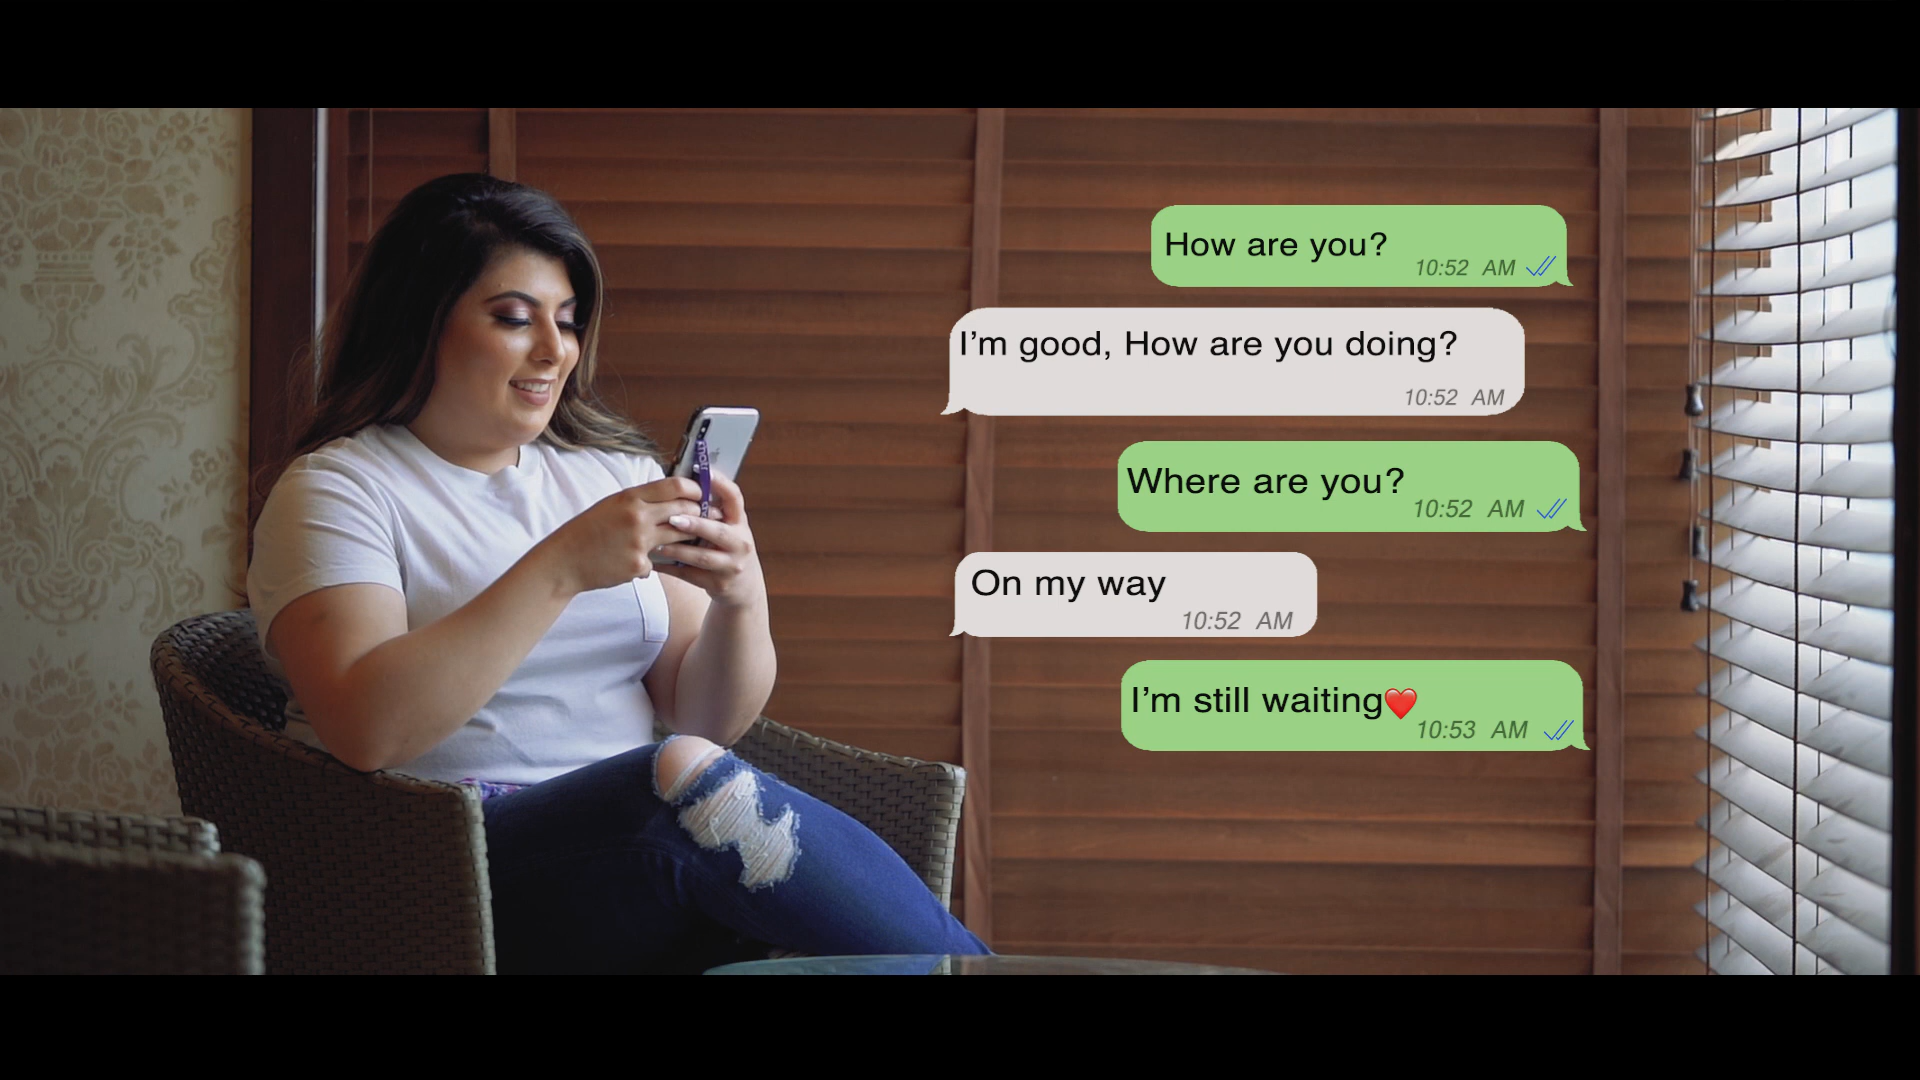 How are you?
10:52 AM
I'm good, How are you doing?
10:52 AM
Where are you?
10:52 AM
On my way
10:52 AM
I'm still waiting❤️
10:53 AM